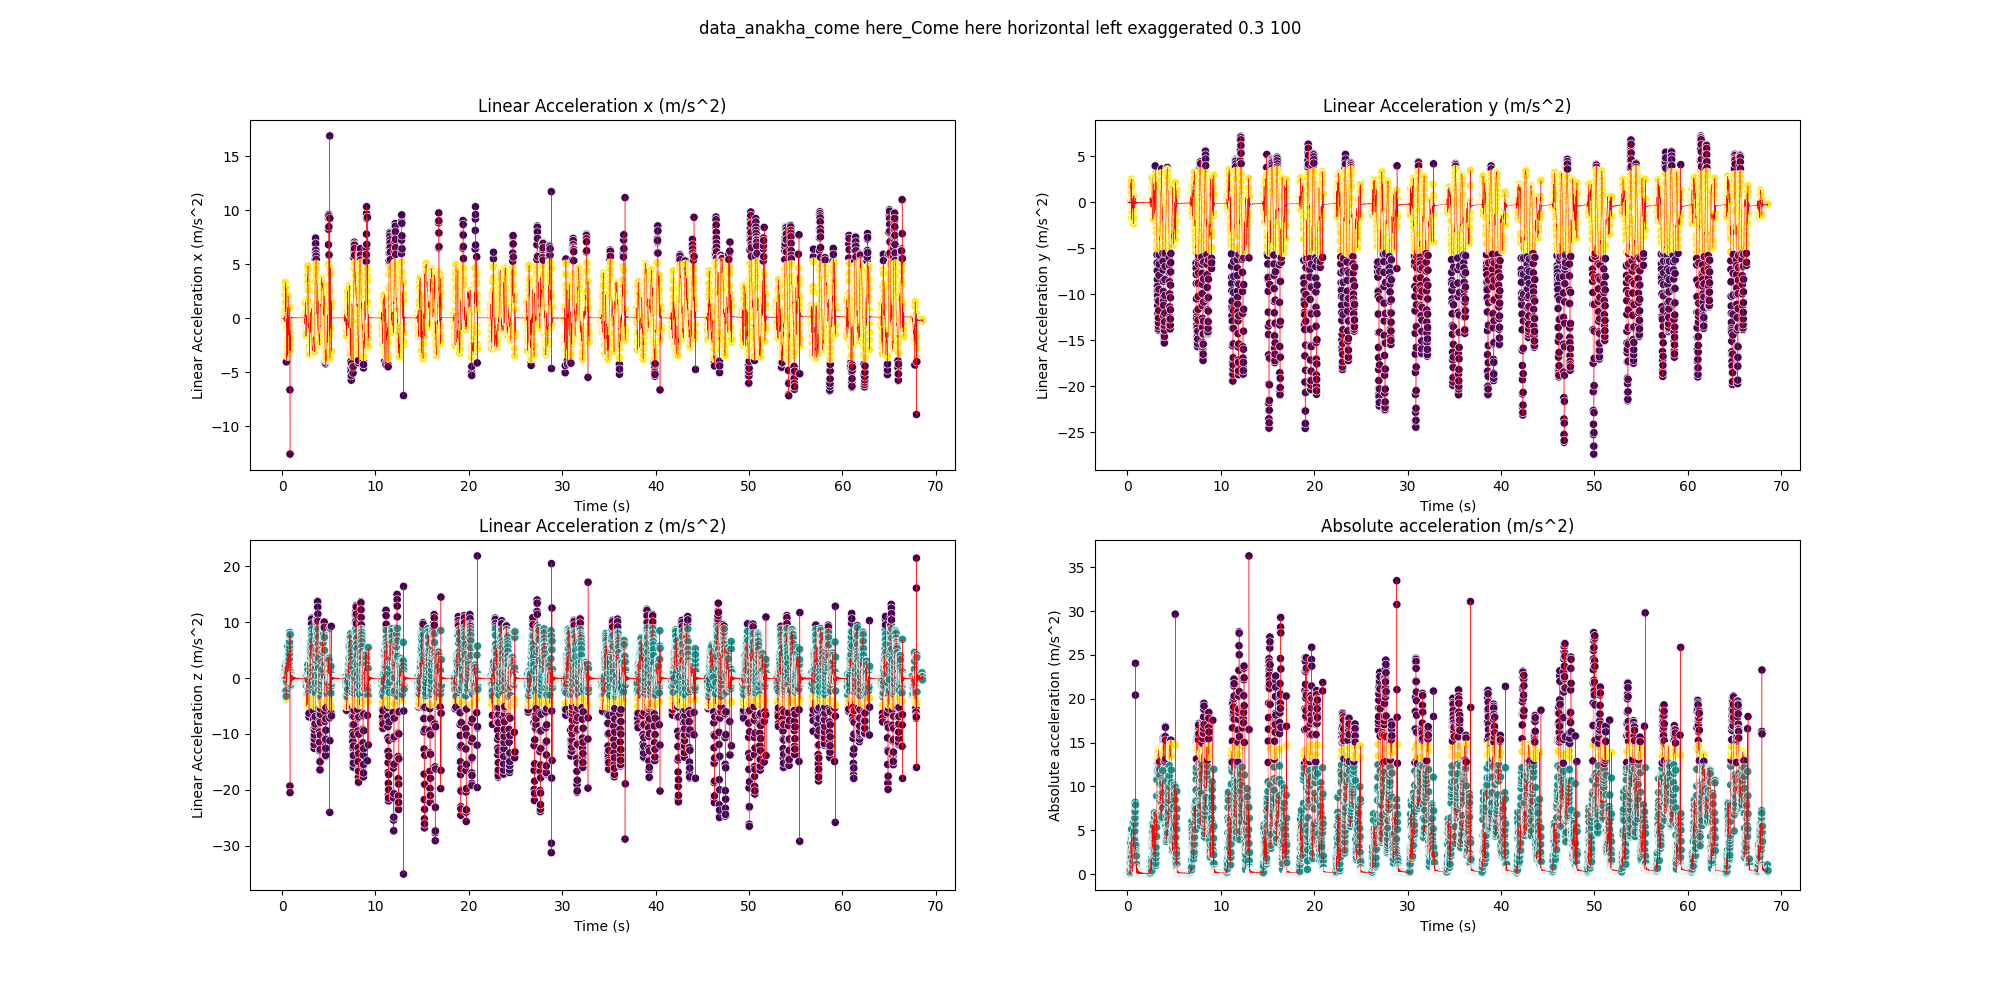 data_anakha_come here_Come here horizontal left exaggerated 0.3 100
Linear Acceleration x (m/s^2)
Linear Acceleration x (m/s^2)
15
10
5
0
−5
−10
0 10 20 30 40 50 60 70
Time (s)
Linear Acceleration y (m/s^2)
Linear Acceleration y (m/s^2)
5
0
−5
−10
−15
−20
−25
0 10 20 30 40 50 60 70
Time (s)
Linear Acceleration z (m/s^2)
Linear Acceleration z (m/s^2)
20
10
0
−10
−20
−30
0 10 20 30 40 50 60 70
Time (s)
Absolute acceleration (m/s^2)
Absolute acceleration (m/s^2)
35
30
25
20
15
10
5
0
0 10 20 30 40 50 60 70
Time (s)